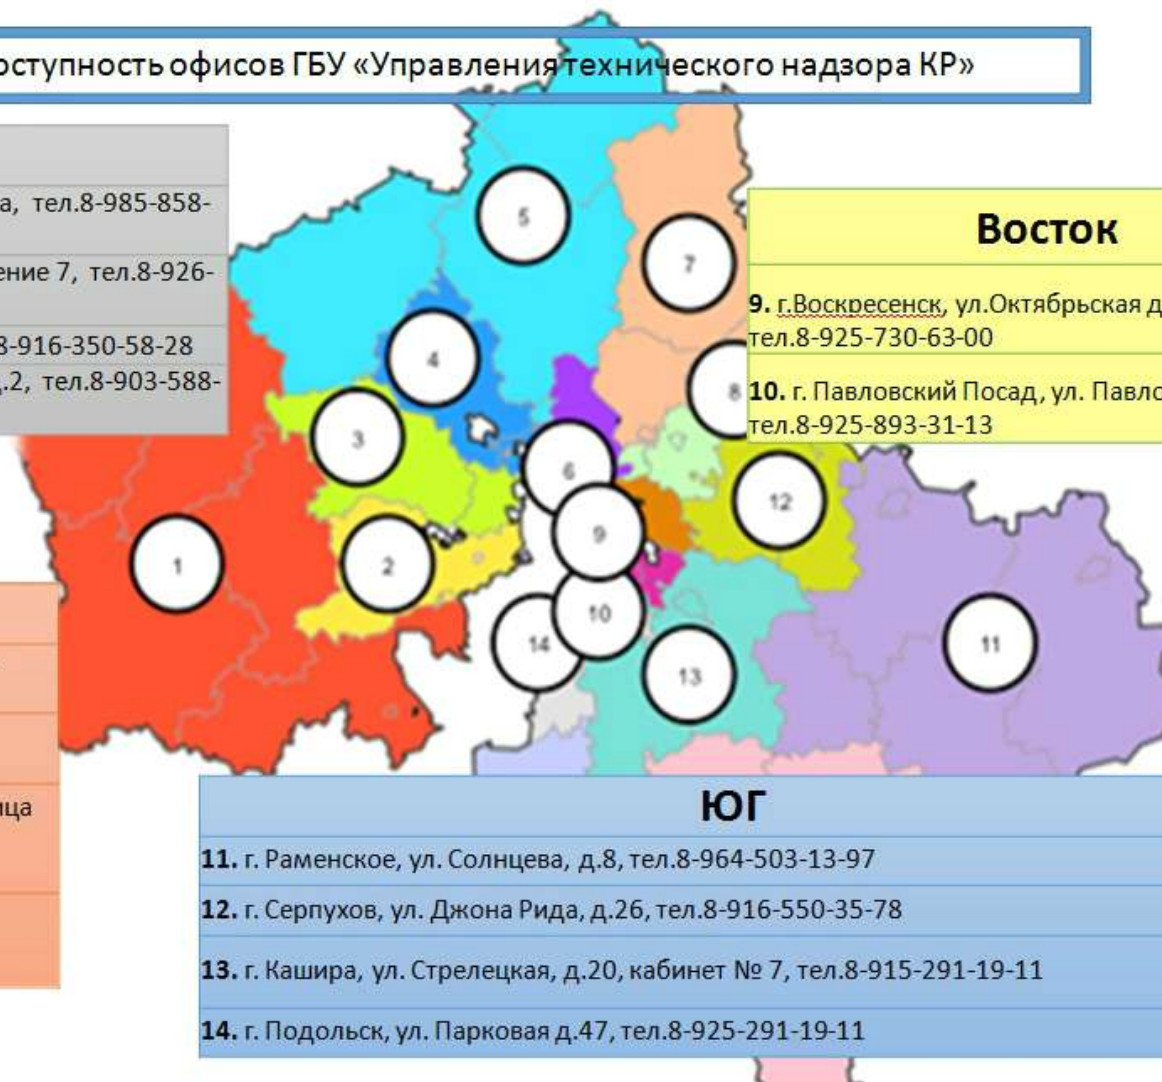 оступность офисов ГБУ «Управления технического надзора КР»
а, тел.8-985-858-
ение 7, тел.8-926-
8-916-350-58-28
д.2, тел.8-903-588-
5
7
4
8
3
6
12
9
1
2
10
14
11
13
Восток
9. г.Воскресенск, ул.Октябрьская д
тел.8-925-730-63-00
10. г. Павловский Посад, ул. Павло
тел.8-925-893-31-13
ица
ЮГ
11. г. Раменское, ул. Солнцева, д.8, тел.8-964-503-13-97
12. г. Серпухов, ул. Джона Рида, д.26, тел.8-916-550-35-78
13. г. Кашира, ул. Стрелецкая, д.20, кабинет № 7, тел.8-915-291-19-11
14. г. Подольск, ул. Парковая д.47, тел.8-925-291-19-11